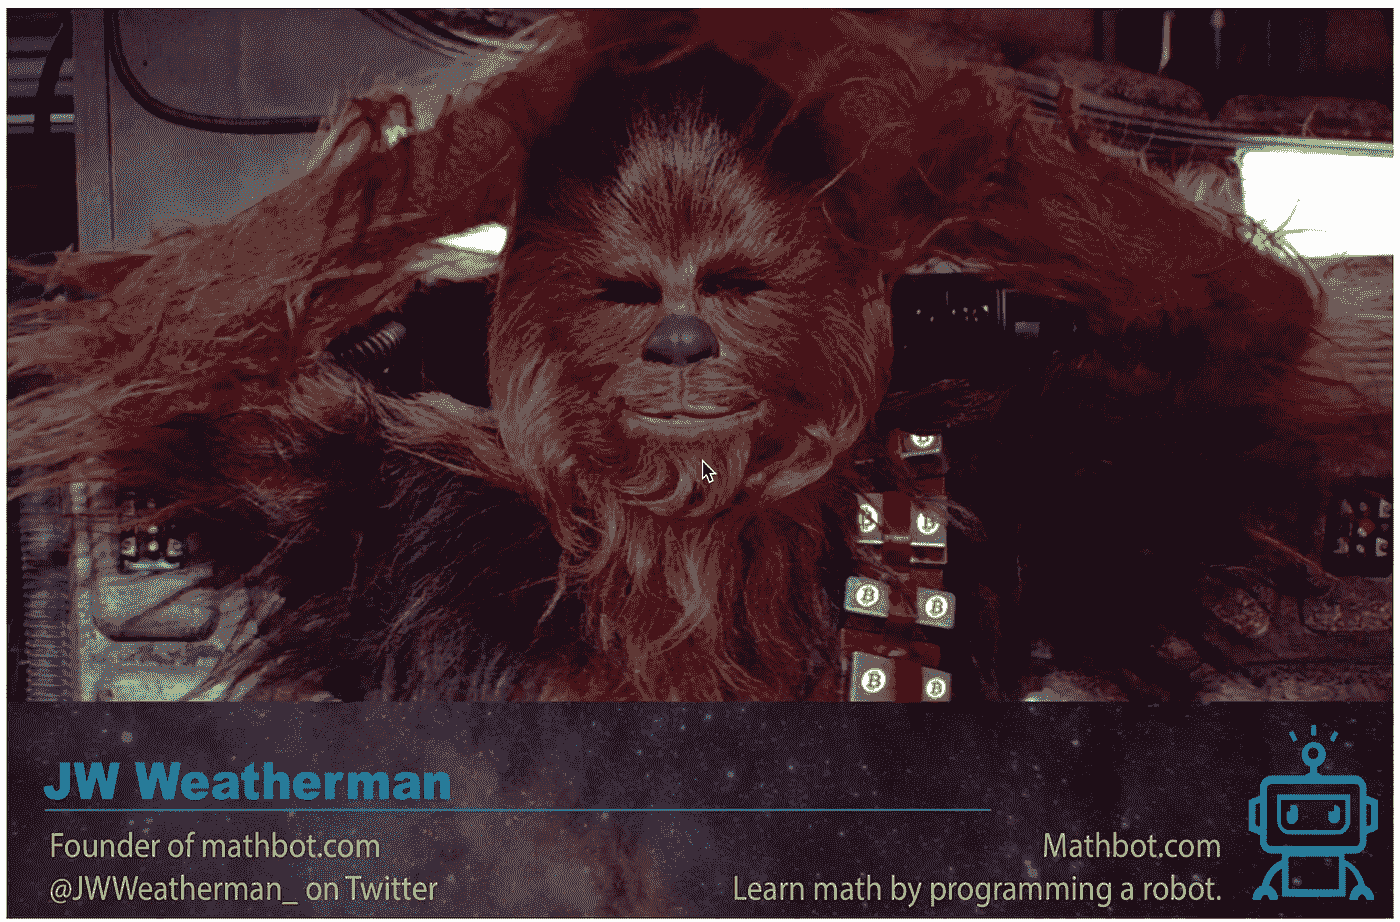 JW Weatherman
Founder of mathbot.com
@JWWeatherman_ on Twitter
Mathbot.com
Learn math by programming a robot.